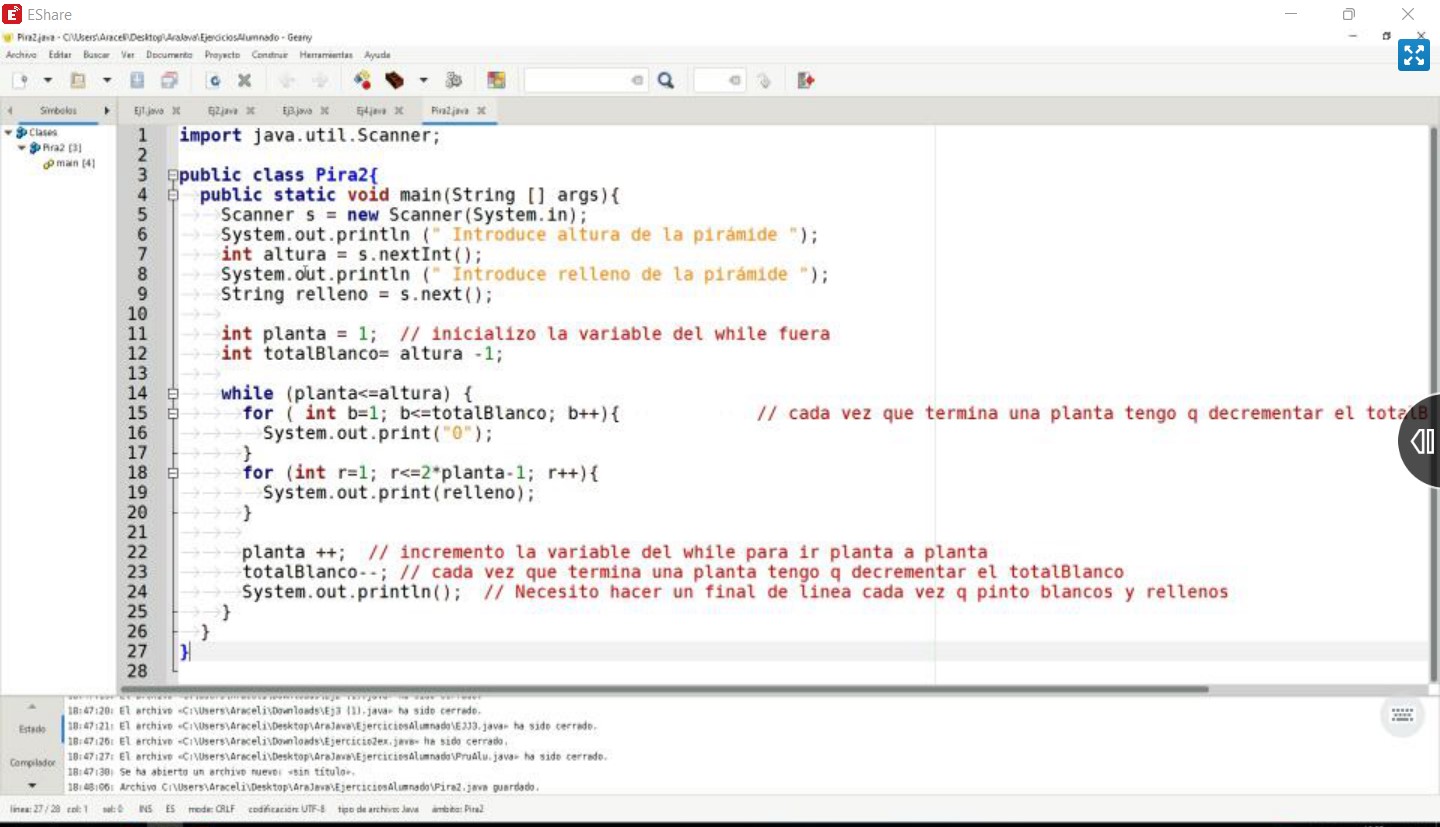 EShare
Pira2.java - C:\Users\Araceli\Desktop\AraJava\EjerciciosAlumnado - Geany
Archivo Editar Buscar Ver Documento Proyecto Construir Herramientas Ayuda
Símbolos Ej1.java Ej2.java Ej3.java Ej4.java Pira2.java
Clases
Pira2 [3]
main [4]
1 import java.util.Scanner;
2
3 public class Pira2{
4 public static void main(String [] args){
5 Scanner s = new Scanner(System.in);
6 System.out.println (" Introduce altura de la pirámide ");
7 int altura = s.nextInt();
8 System.out.println (" Introduce relleno de la pirámide ");
9 String relleno = s.next();
10
11 int planta = 1; // inicializo la variable del while fuera
12 int totalBlanco= altura -1;
13
14 while (planta<=altura) {
15 for ( int b=1; b<=totalBlanco; b++){ // cada vez que termina una planta tengo q decrementar el totalB
16 System.out.print("0");
17 }
18 for (int r=1; r<=2*planta-1; r++){
19 System.out.print(relleno);
20 }
21
22 planta ++; // incremento la variable del while para ir planta a planta
23 totalBlanco--; // cada vez que termina una planta tengo q decrementar el totalBlanco
24 System.out.println(); // Necesito hacer un final de linea cada vez q pinto blancos y rellenos
25 }
26 }
27 }
28
Estado
Compilador
18:47:20: El archivo «C:\Users\Araceli\Downloads\Ej3 (1).java» ha sido cerrado.
18:47:21: El archivo «C:\Users\Araceli\Desktop\AraJava\EjerciciosAlumnado\EJJ3.java» ha sido cerrado.
18:47:26: El archivo «C:\Users\Araceli\Downloads\Ejercicio2ex.java» ha sido cerrado.
18:47:27: El archivo «C:\Users\Araceli\Desktop\AraJava\EjerciciosAlumnado\PruAlu.java» ha sido cerrado.
18:47:30: Se ha abierto un archivo nuevo: «sin título».
18:48:06: Archivo C:\Users\Araceli\Desktop\AraJava\EjerciciosAlumnado\Pira2.java guardado.
línea: 27 / 28 col: 1 sel: 0 INS ES mode: CRLF codificación: UTF-8 tipo de archivo: Java ámbito: Pira2